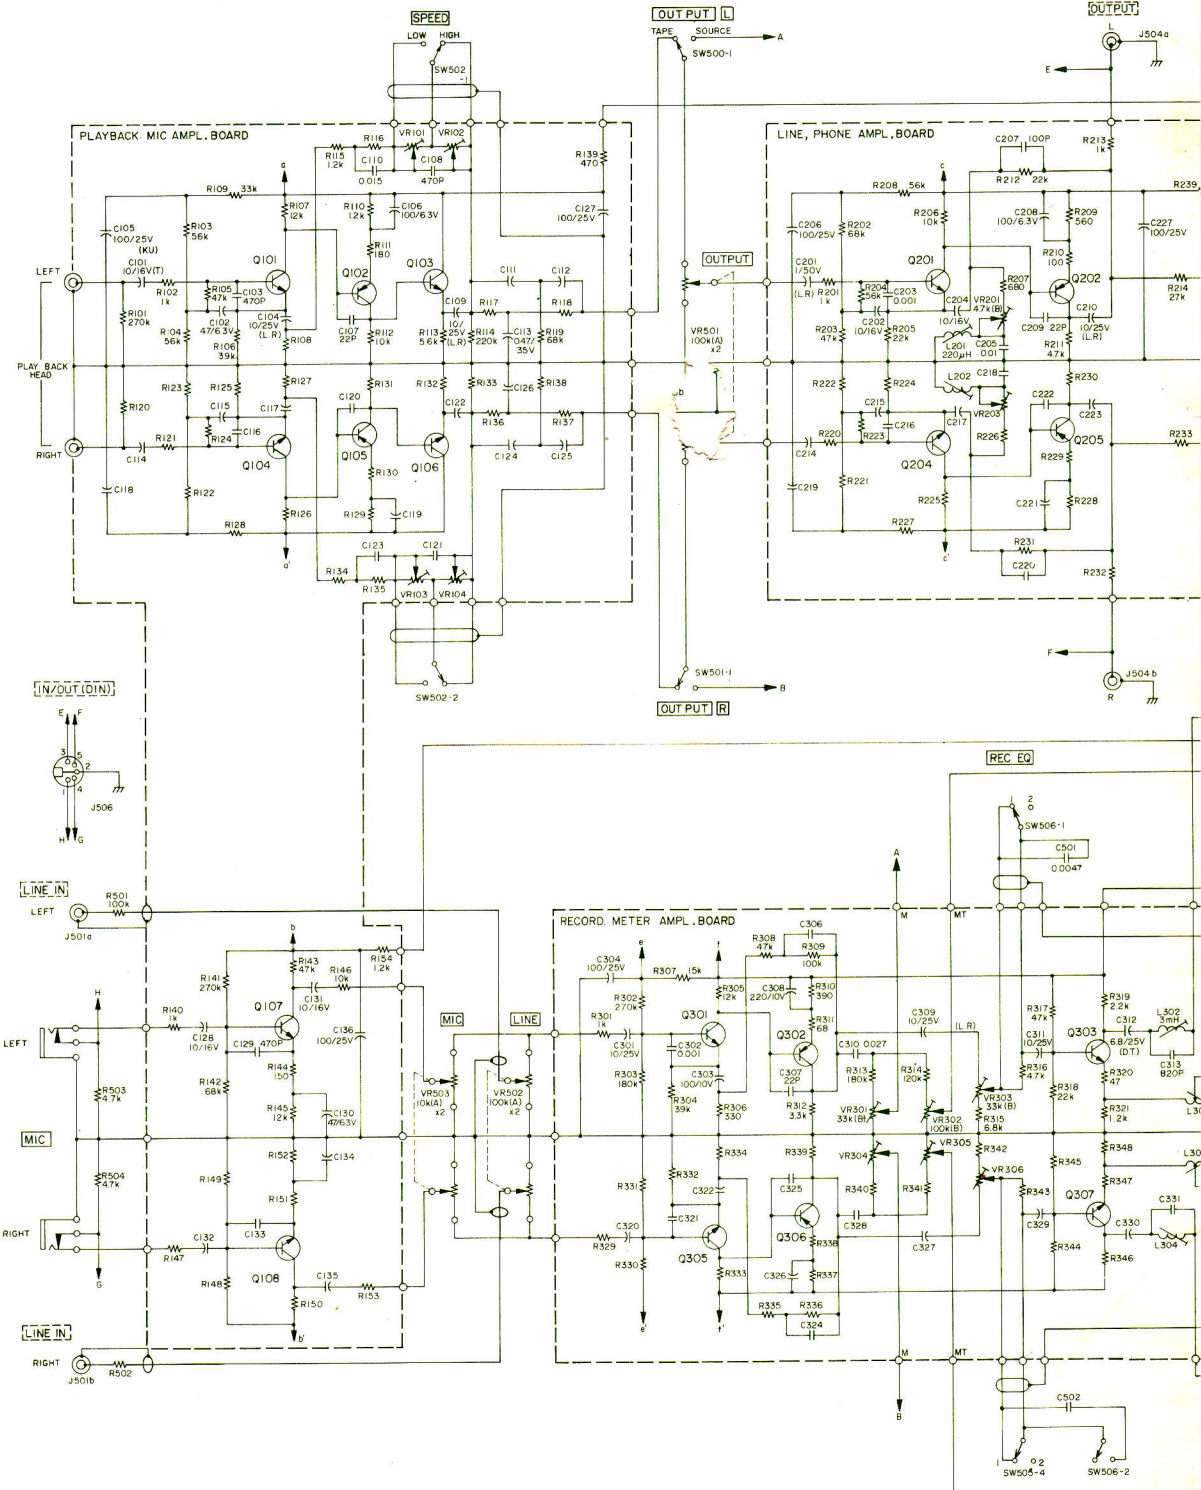 SPEED
LOW HIGH
SW502
-1
OUTPUT L
TAPE SOURCE
A
SW500-1
OUTPUT
L
J504a
E
PLAYBACK MIC AMPL. BOARD
R115
1.2k
R116
VR101
VR102
C110
0.015
C108
470P
R139
470
a
R109 33k
R107
12k
R110
1.2k
C106
100/6.3V
C127
100/25V
C105
100/25V
(KU)
R103
56k
R111
180
LEFT
C101
10/16V(T)
R102
1k
R105
47k
C103
470P
Q101
Q102
Q103
C111
C112
R101
270k
R104
56k
C102
47/6.3V
C104
10/25V
(L.R)
R106
39k
R108
C107
22P
R112
10k
R113
5.6k
C109
10/
25V
(L.R)
R114
220k
R117
R118
C113
.047/
35V
R119
68k
PLAY BACK
HEAD
R123
R125
R127
R131
R132
R133
C126
R138
R120
C115
C117
C120
C122
R136
R137
R124
C116
RIGHT
C114
R121
Q104
Q105
Q106
C124
C125
C118
R122
R130
R126
R129
C119
R128
a'
C123
C121
R134
R135
VR103
VR104
SW502-2
OUTPUT
VR501
100k(A)
x2
b
SW501-1
B
OUTPUT R
LINE, PHONE AMPL. BOARD
C207 100P
R212 22k
R213
1k
c
R208 56k
R239
R206
10k
C208
100/6.3V
R209
560
C206
100/25V
R202
68k
C227
100/25V
R210
100
C201
1/50V
(L.R)
R201
1k
R204
56k
C203
0.001
Q201
R207
680
Q202
R214
27k
C204
10/16V
VR201
4.7k(B)
R203
47k
C202
10/16V
R205
22k
C209 22P
C210
10/25V
(L.R)
L201
220μH
C205
0.01
R211
4.7k
L202
C218
R222
R224
R230
C215
C217
VR203
C222
C223
R220
R223
C216
R226
C214
Q204
Q205
R233
R229
C219
R221
R225
C221
R228
R227
c'
R231
C220
R232
F
J504b
R
IN/OUT (DIN)
E F
3 5
2
1 4
J506
H G
LINE IN
LEFT
J501a
R501
100k
b
R154
1.2k
R141
270k
R143
47k
R146
10k
C131
10/16V
H
R140
1k
Q107
C136
100/25V
C128
10/16V
C129 470P
LEFT
R144
150
R142
68k
R503
4.7k
R145
12k
C130
47/63V
MIC
R152
C134
R504
4.7k
R149
R151
C133
RIGHT
C132
R147
Q108
G
R148
C135
R153
R150
b'
LINE IN
RIGHT
J501b
R502
MIC
LINE
VR503
10k(A)
x2
VR502
100k(A)
x2
REC EQ
1 2
SW506-1
C501
0.0047
A
RECORD METER AMPL. BOARD
M
MT
e
f
C304
100/25V
R307 15k
R308
47k
C306
R309
100k
R302
270k
R305
12k
C308
220/10V
R310
390
R311
68
R301
1k
Q301
Q302
C309
10/25V
(L.R)
R317
47k
R319
2.2k
C312
6.8/25V
(D.T.)
L302
3mH
C301
10/25V
C302
0.001
C310 0.027
C311
10/25V
Q303
C313
820P
R303
180k
C303
100/10V
C307
22P
R313
180k
R314
120k
R316
4.7k
R320
47
R304
39k
R306
330
R312
3.3k
VR301
33k(B)
VR302
100k(B)
VR303
33k(B)
R318
22k
R315
6.8k
R321
1.2k
L30
R334
R339
VR304
VR305
R342
R348
L30
R332
VR306
R345
R331
C322
C325
R340
R341
R343
R347
C331
C321
C328
Q307
C320
C329
C330
R329
Q305
Q306
C327
L304
R338
R344
R346
R330
R333
C326
R337
R335
R336
C324
e'
f'
M
MT
B
C502
1 2
SW505-4
SW506-2